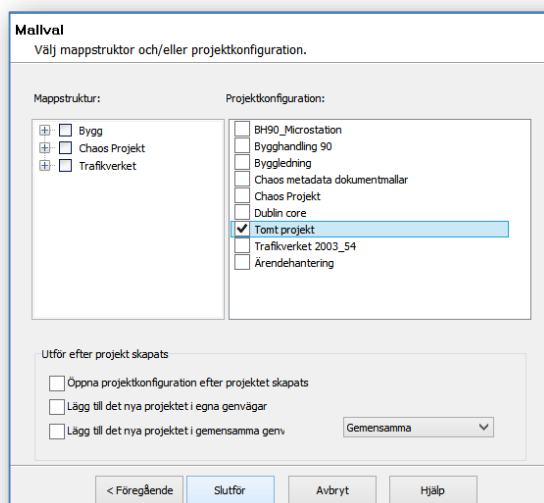 Mallval
Välj mappstruktor och/eller projektkonfiguration.
Mappstruktur:
Projektkonfiguration:
Bygg
Chaos Projekt
Trafikverket
BH90_Microstation
Bygghandling 90
Byggledning
Chaos metadata dokumentmallar
Chaos Projekt
Dublin core
Tomt projekt
Trafikverket 2003_54
Ärendehantering
Utför efter projekt skapats
Öppna projektkonfiguration efter projektet skapats
Lägg till det nya projektet i egna genvägar
Lägg till det nya projektet i gemensamma genv
Gemensamma
< Föregående
Slutför
Avbryt
Hjälp